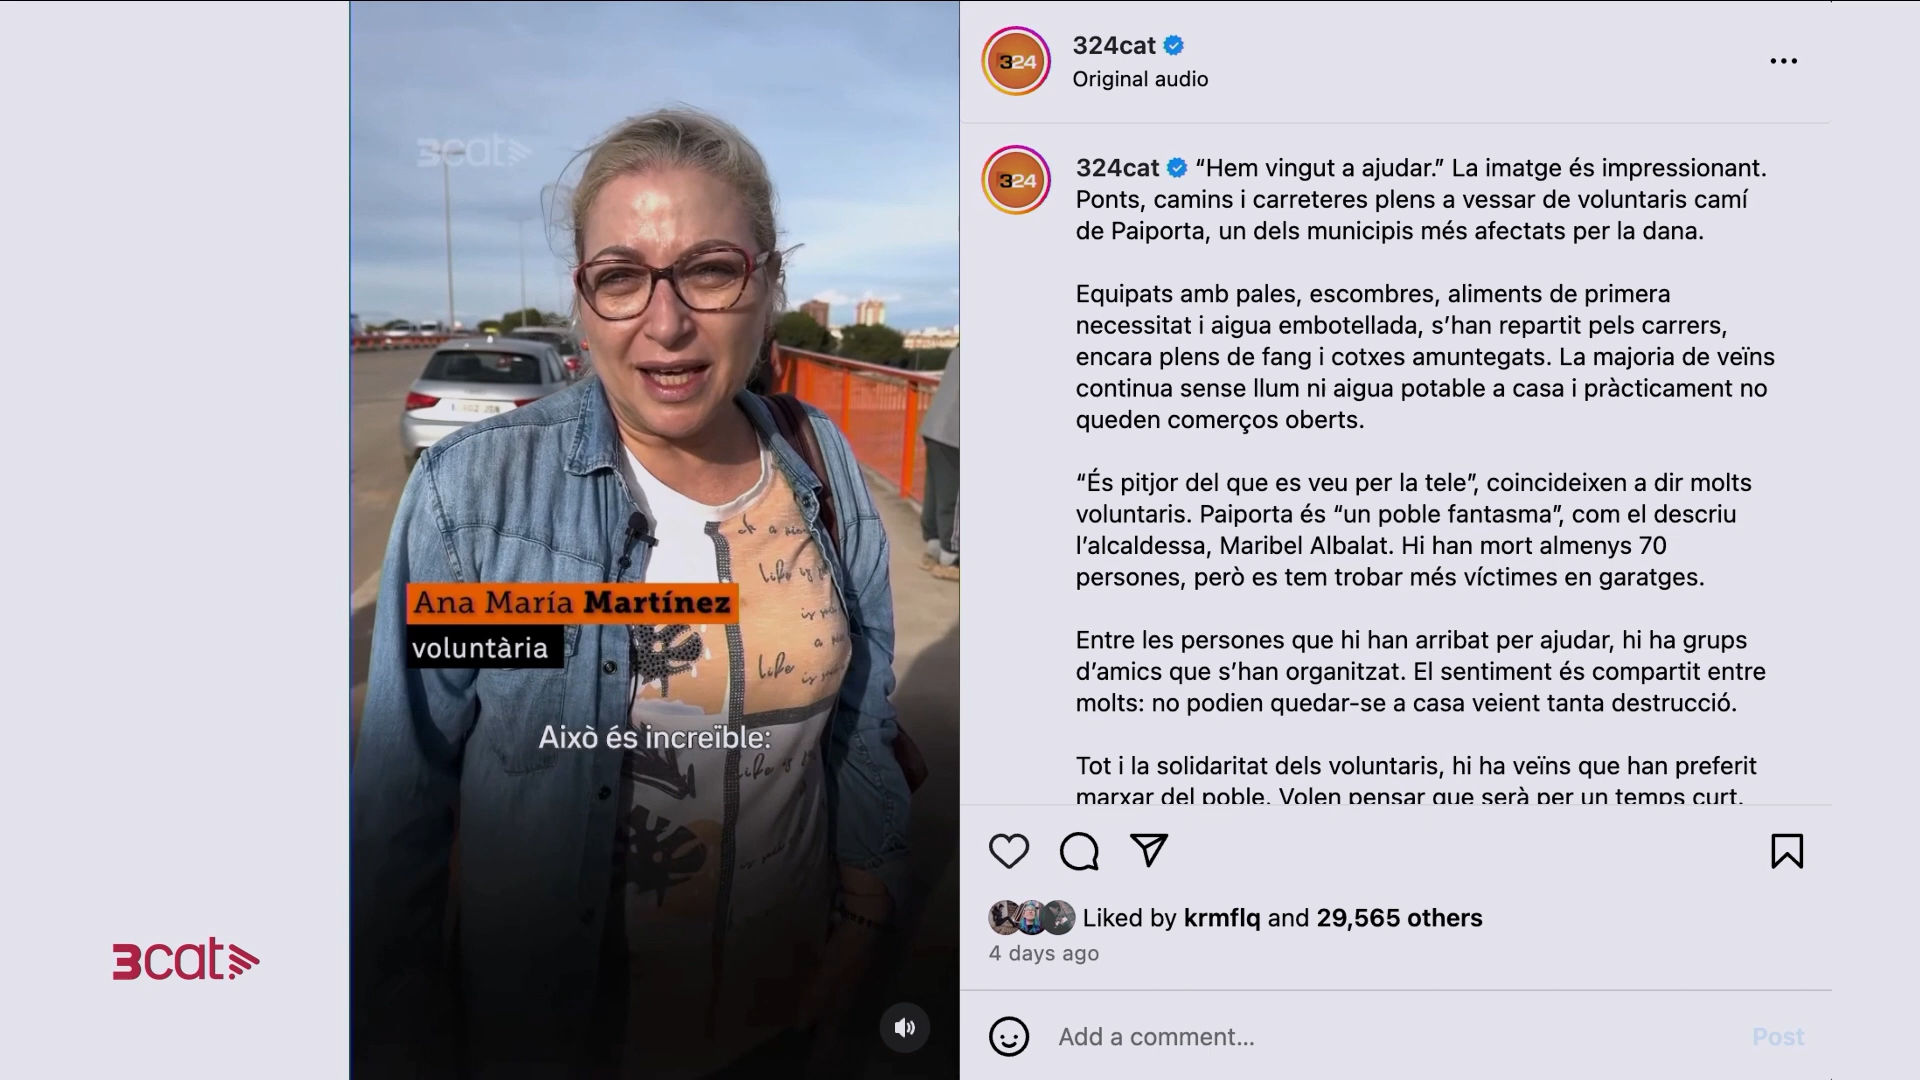 3cat
Ana María Martínez
voluntària
Això és increïble:
3cat
324
324cat
Original audio
324
324cat “Hem vingut a ajudar.” La imatge és impressionant.
Ponts, camins i carreteres plens a vessar de voluntaris camí
de Paiporta, un dels municipis més afectats per la dana.
Equipats amb pales, escombres, aliments de primera
necessitat i aigua embotellada, s’han repartit pels carrers,
encara plens de fang i cotxes amuntegats. La majoria de veïns
continua sense llum ni aigua potable a casa i pràcticament no
queden comerços oberts.
“És pitjor del que es veu per la tele”, coincideixen a dir molts
voluntaris. Paiporta és “un poble fantasma”, com el descriu
l’alcaldessa, Maribel Albalat. Hi han mort almenys 70
persones, però es tem trobar més víctimes en garatges.
Entre les persones que hi han arribat per ajudar, hi ha grups
d’amics que s’han organitzat. El sentiment és compartit entre
molts: no podien quedar-se a casa veient tanta destrucció.
Tot i la solidaritat dels voluntaris, hi ha veïns que han preferit
marxar del poble. Volen pensar que serà per un temps curt.
Liked by krmflq and 29,565 others
4 days ago
Add a comment...
Post